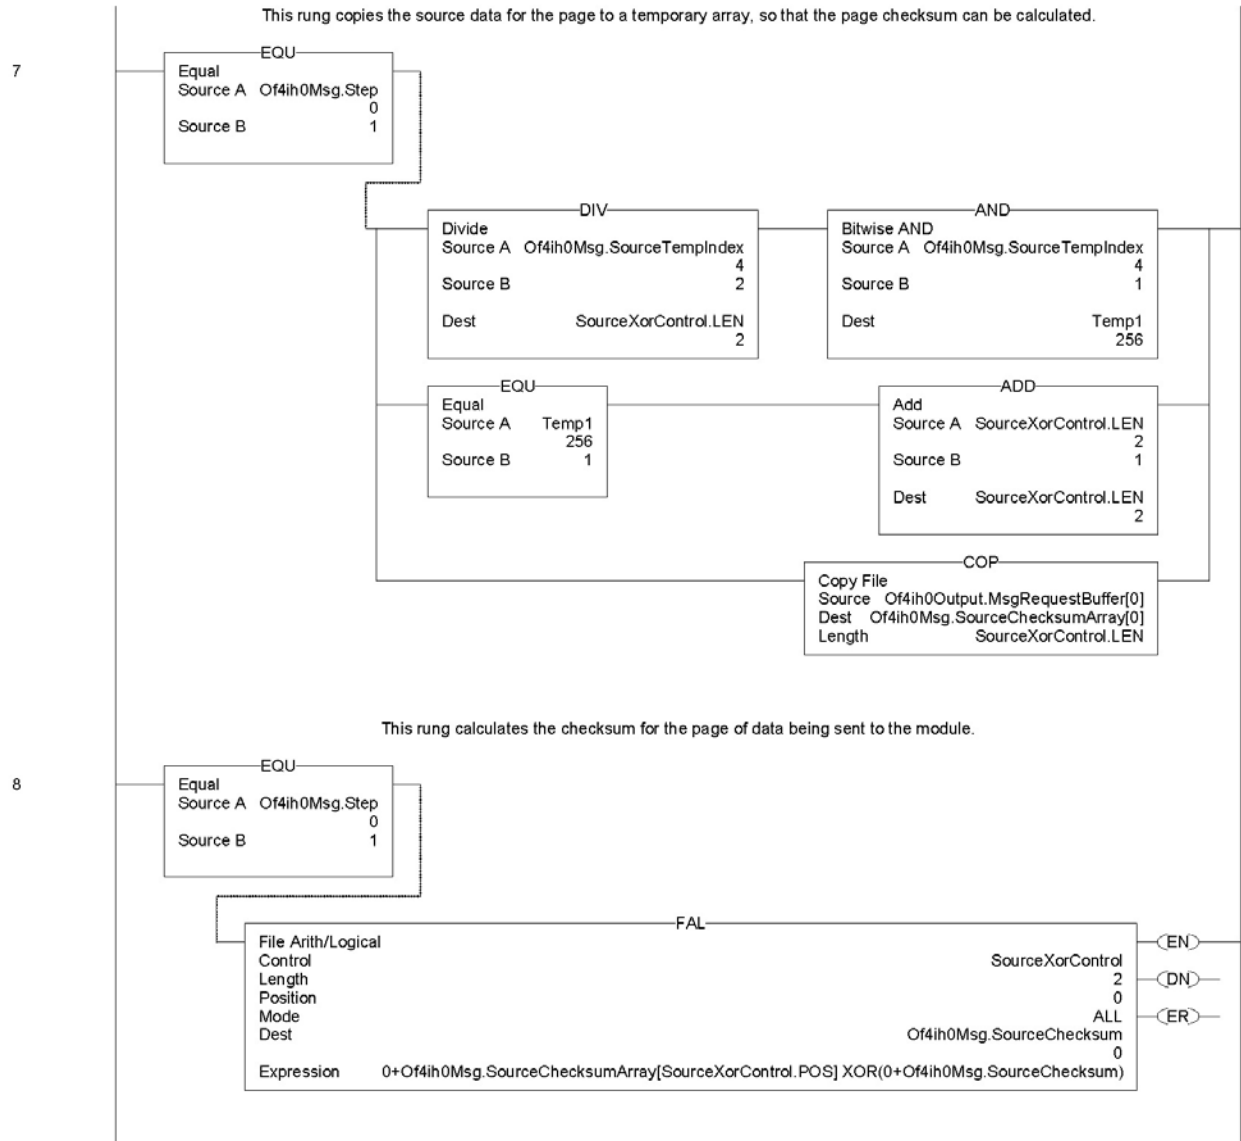 This rung copies the source data for the page to a temporary array, so that the page checksum can be calculated.
7
EQU
Equal
Source A Of4ih0Msg.Step
0
Source B 1
DIV
Divide
Source A Of4ih0Msg.SourceTempIndex
4
Source B 2
Dest SourceXorControl.LEN
2
AND
Bitwise AND
Source A Of4ih0Msg.SourceTempIndex
4
Source B 1
Dest Temp1
256
EQU
Equal
Source A Temp1
256
Source B 1
ADD
Add
Source A SourceXorControl.LEN
2
Source B 1
Dest SourceXorControl.LEN
2
COP
Copy File
Source Of4ih0Output.MsgRequestBuffer[0]
Dest Of4ih0Msg.SourceChecksumArray[0]
Length SourceXorControl.LEN
This rung calculates the checksum for the page of data being sent to the module.
8
EQU
Equal
Source A Of4ih0Msg.Step
0
Source B 1
FAL
File Arith/Logical
Control SourceXorControl
Length 2
Position 0
Mode ALL
Dest Of4ih0Msg.SourceChecksum
0
Expression 0+Of4ih0Msg.SourceChecksumArray[SourceXorControl.POS] XOR(0+Of4ih0Msg.SourceChecksum)
EN
DN
ER